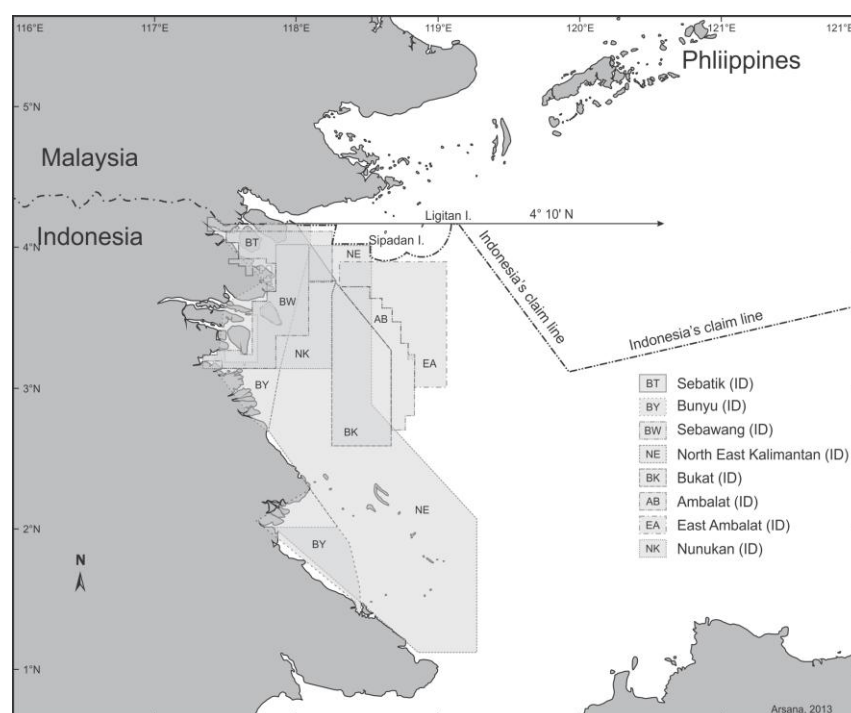 116°E
117°E
118°E
119°E
120°E
121°E
Phliippines
5°N
Malaysia
Ligitan I.
4° 10' N
Indonesia
BT
Sipadan I.
4°N
NE
Indonesia's claim line
BW
AB
Indonesia's claim line
NK
EA
BY
3°N
BK
BT Sebatik (ID)
BY Bunyu (ID)
BW Sebawang (ID)
NE North East Kalimantan (ID)
BK Bukat (ID)
AB Ambalat (ID)
EA East Ambalat (ID)
NK Nunukan (ID)
NE
2°N
BY
N
1°N
Arsana, 2013